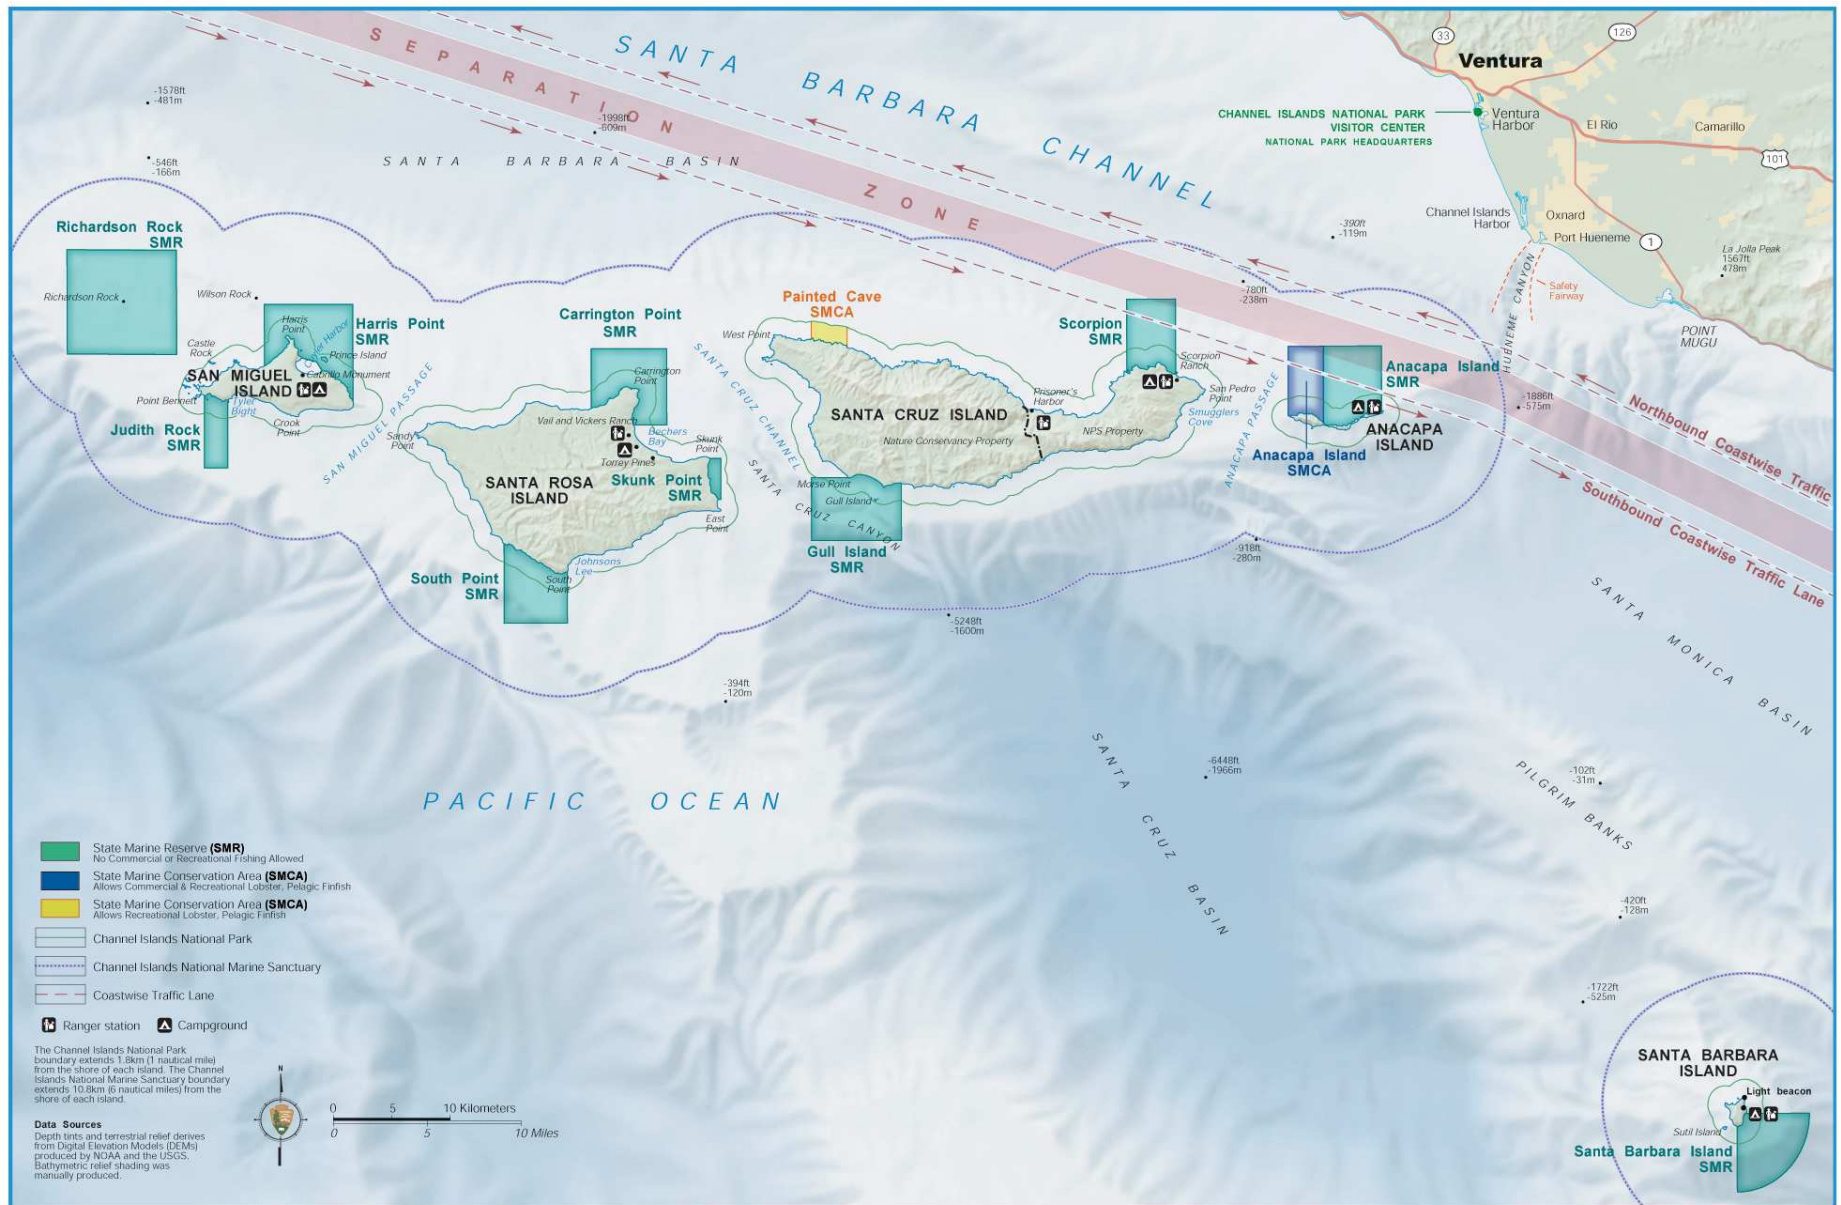 SANTA BARBARA CHANNEL
SEPARATION ZONE
33
126
Ventura
CHANNEL ISLANDS NATIONAL PARK
VISITOR CENTER
NATIONAL PARK HEADQUARTERS
Ventura
Harbor
El Rio
Camarillo
101
-1578ft
-481m
-1998ft
-609m
-546ft
-166m
SANTA BARBARA BASIN
-390ft
-119m
Channel Islands
Harbor
Oxnard
Port Hueneme
1
La Jolla Peak
1567ft
478m
HUENEME CANYON
Safety
Fairway
POINT
MUGU
-780ft
-238m
Richardson Rock
SMR
Richardson Rock
Wilson Rock
Harris
Point
Harris Point
SMR
Castle
Rock
Prince Island
Cabrillo Monument
SAN MIGUEL
ISLAND
Point Bennett
Tyler
Bight
Crook
Point
Judith Rock
SMR
SAN MIGUEL PASSAGE
Carrington Point
SMR
Carrington
Point
Sandy
Point
Vail and Vickers Ranch
Bechers
Bay
Skunk
Point
Torrey Pines
Skunk Point
SMR
SANTA ROSA
ISLAND
East
Point
Johnsons
Lee
South
Point
South Point
SMR
SANTA CRUZ CHANNEL
SANTA CRUZ CANYON
Painted Cave
SMCA
West Point
SANTA CRUZ ISLAND
Nature Conservancy Property
Prisoner's
Harbor
NPS Property
Morse Point
Gull Island
Gull Island
SMR
Scorpion
SMR
Scorpion
Ranch
San Pedro
Point
Smugglers
Cove
ANACAPA PASSAGE
Anacapa Island
SMR
ANACAPA
ISLAND
Anacapa Island
SMCA
-1886ft
-575m
Northbound Coastwise Traffic
Southbound Coastwise Traffic Lane
-918ft
-280m
-5248ft
-1600m
-394ft
-120m
SANTA MONICA BASIN
PACIFIC OCEAN
SANTA CRUZ BASIN
-6448ft
-1966m
-102ft
-31m
PILGRIM BANKS
-420ft
-128m
-1722ft
-525m
SANTA BARBARA
ISLAND
Light beacon
Sutil Island
Santa Barbara Island
SMR
State Marine Reserve (SMR)
No Commercial or Recreational Fishing Allowed
State Marine Conservation Area (SMCA)
Allows Commercial & Recreational Lobster, Pelagic Finfish
State Marine Conservation Area (SMCA)
Allows Recreational Lobster, Pelagic Finfish
Channel Islands National Park
Channel Islands National Marine Sanctuary
Coastwise Traffic Lane
Ranger station
Campground
The Channel Islands National Park
boundary extends 1.8km (1 nautical mile)
from the shore of each island. The Channel
Islands National Marine Sanctuary boundary
extends 10.8km (6 nautical miles) from the
shore of each island.
Data Sources
Depth tints and terrestrial relief derives
from Digital Elevation Models (DEMs)
produced by NOAA and the USGS.
Bathymetric relief shading was
manually produced.
N
0 5 10 Kilometers
0 5 10 Miles